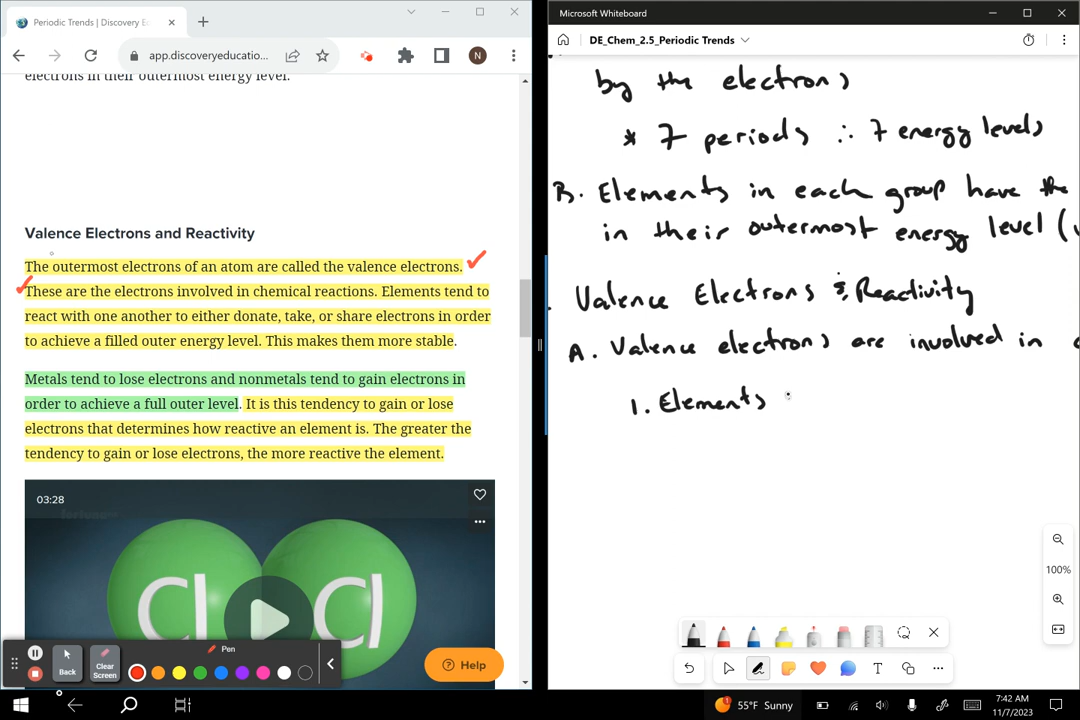 Periodic Trends | Discovery Ec
app.discoveryeducatio...
N
electrons in their outermost energy level.
Valence Electrons and Reactivity
The outermost electrons of an atom are called the valence electrons.
These are the electrons involved in chemical reactions. Elements tend to
react with one another to either donate, take, or share electrons in order
to achieve a filled outer energy level. This makes them more stable.
Metals tend to lose electrons and nonmetals tend to gain electrons in
order to achieve a full outer level. It is this tendency to gain or lose
electrons that determines how reactive an element is. The greater the
tendency to gain or lose electrons, the more reactive the element.
03:28
Cl Cl
Pen
Back
Clear
Screen
Help
Microsoft Whiteboard
DE_Chem_2.5_Periodic Trends
by the electrons
* 7 periods ∴ 7 energy levels
B. Elements in each group have the
in their outermost energy level (
Valence Electrons & Reactivity
A. Valence electrons are involved in
1. Elements
100%
T
55°F Sunny
7:42 AM
11/7/2023